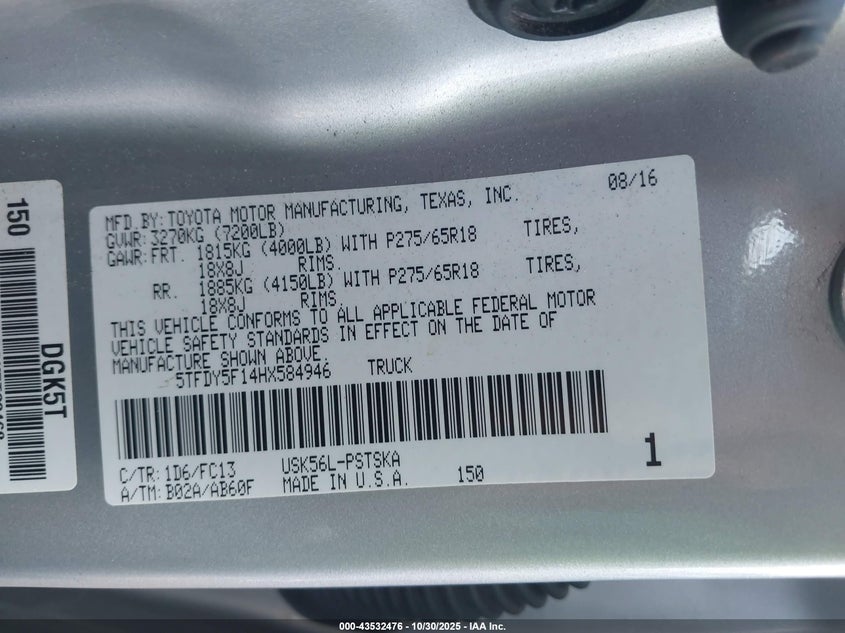 MFD.BY:TOYOTA MOTOR MANUFACTURING, TEXAS, INC. 08/16
GVWR:3270KG (7200LB)
GAWR:FRT. 1815KG (4000LB) WITH P275/65R18 TIRES,
18X8J RIMS.
RR. 1885KG (4150LB) WITH P275/65R18 TIRES,
18X8J RIMS.
THIS VEHICLE CONFORMS TO ALL APPLICABLE FEDERAL MOTOR
VEHICLE SAFETY STANDARDS IN EFFECT ON THE DATE OF
MANUFACTURE SHOWN ABOVE.
5TFDY5F14HX584946 TRUCK
C/TR: 1D6/FC13 USK56L-PSTSKA
A/TM: B02A/AB60F MADE IN U.S.A. 150 1
150
DGK5T
000-43532476 - 10/30/2025 - IAA Inc.